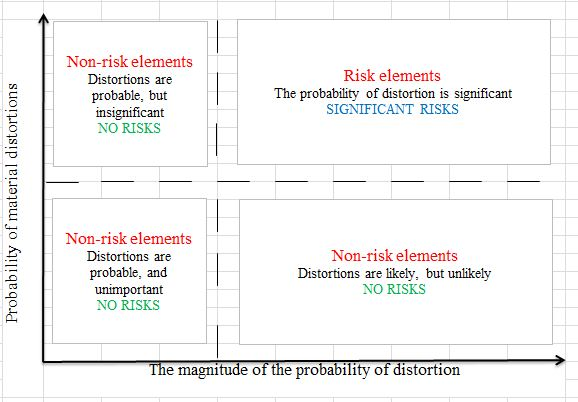 Non-risk elements
Distortions are
probable, but
insignificant
NO RISKS
Risk elements
The probability of distortion is significant
SIGNIFICANT RISKS
Probability of material distortions
Non-risk elements
Distortions are
probable, and
unimportant
NO RISKS
Non-risk elements
Distortions are likely, but unlikely
NO RISKS
The magnitude of the probability of distortion